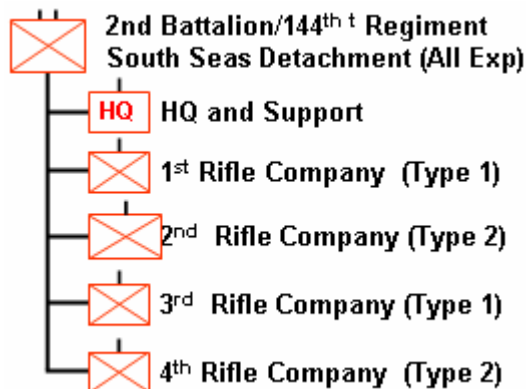 2nd Battalion/144th t Regiment
South Seas Detachment (All Exp)
HQ HQ and Support
1st Rifle Company (Type 1)
2nd Rifle Company (Type 2)
3rd Rifle Company (Type 1)
4th Rifle Company (Type 2)